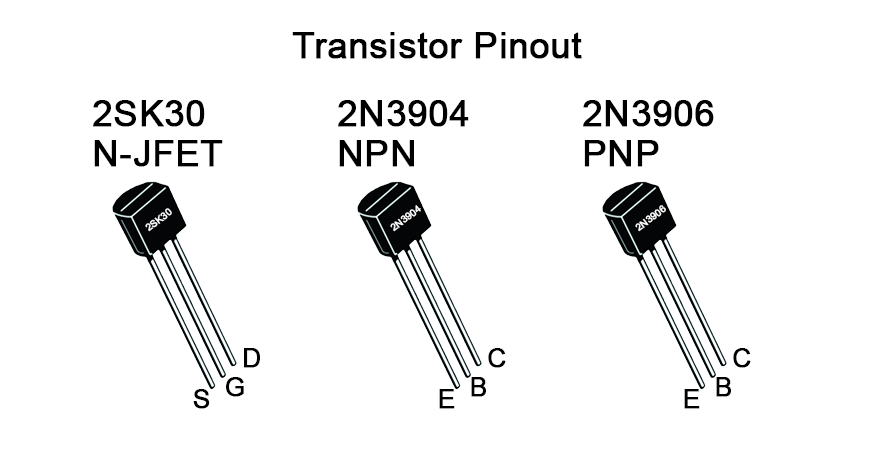 Transistor Pinout
2SK30
N-JFET
2N3904
NPN
2N3906
PNP
2SK30
2N3904
2N3906
D
G
S
C
B
E
C
B
E